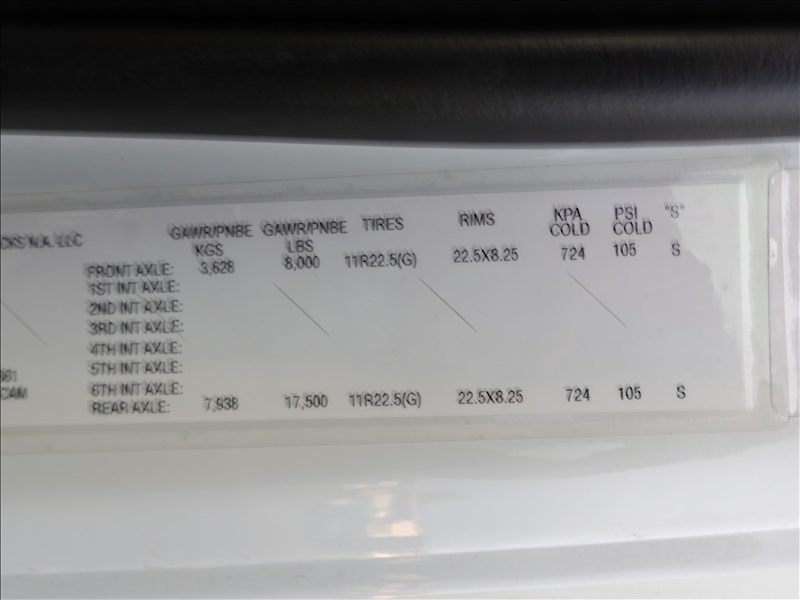 GAWR/PNBE GAWR/PNBE TIRES RIMS KPA PSI "S"
KGS LBS COLD COLD
N.A. LLC
FRONT AXLE: 3,628 8,000 11R22.5(G) 22.5X8.25 724 105 S
1ST INT AXLE:
2ND INT AXLE:
3RD INT AXLE:
4TH INT AXLE:
5TH INT AXLE:
6TH INT AXLE:
REAR AXLE: 7,938 17,500 11R22.5(G) 22.5X8.25 724 105 S